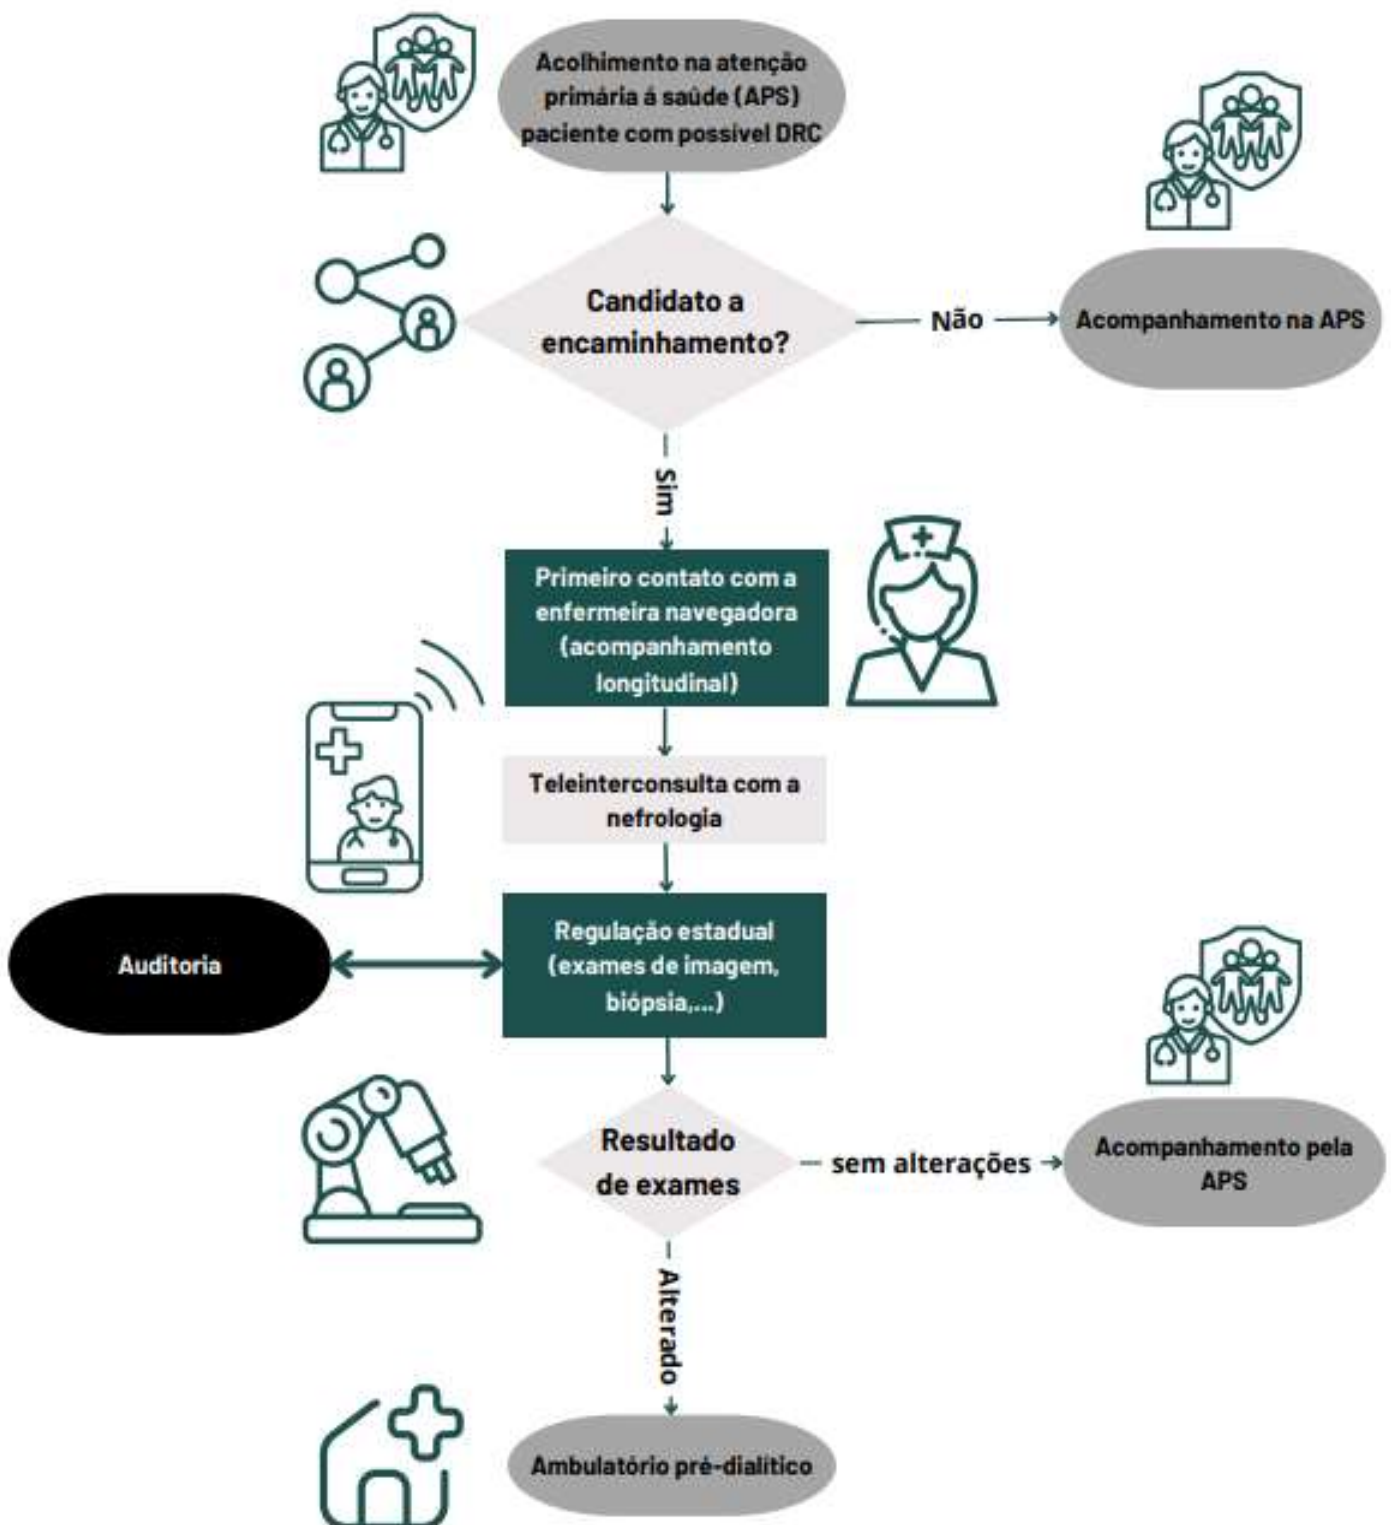 Acolhimento na atenção
primária á saúde (APS)
paciente com possível DRC
Candidato a
encaminhamento?
Não
Acompanhamento na APS
Sim
Primeiro contato com a
enfermeira navegadora
(acompanhamento
longitudinal)
Teleinterconsulta com a
nefrologia
Auditoria
Regulação estadual
(exames de imagem,
biópsia,...)
Resultado
de exames
sem alterações
Acompanhamento pela
APS
Alterado
Ambulatório pré-dialítico